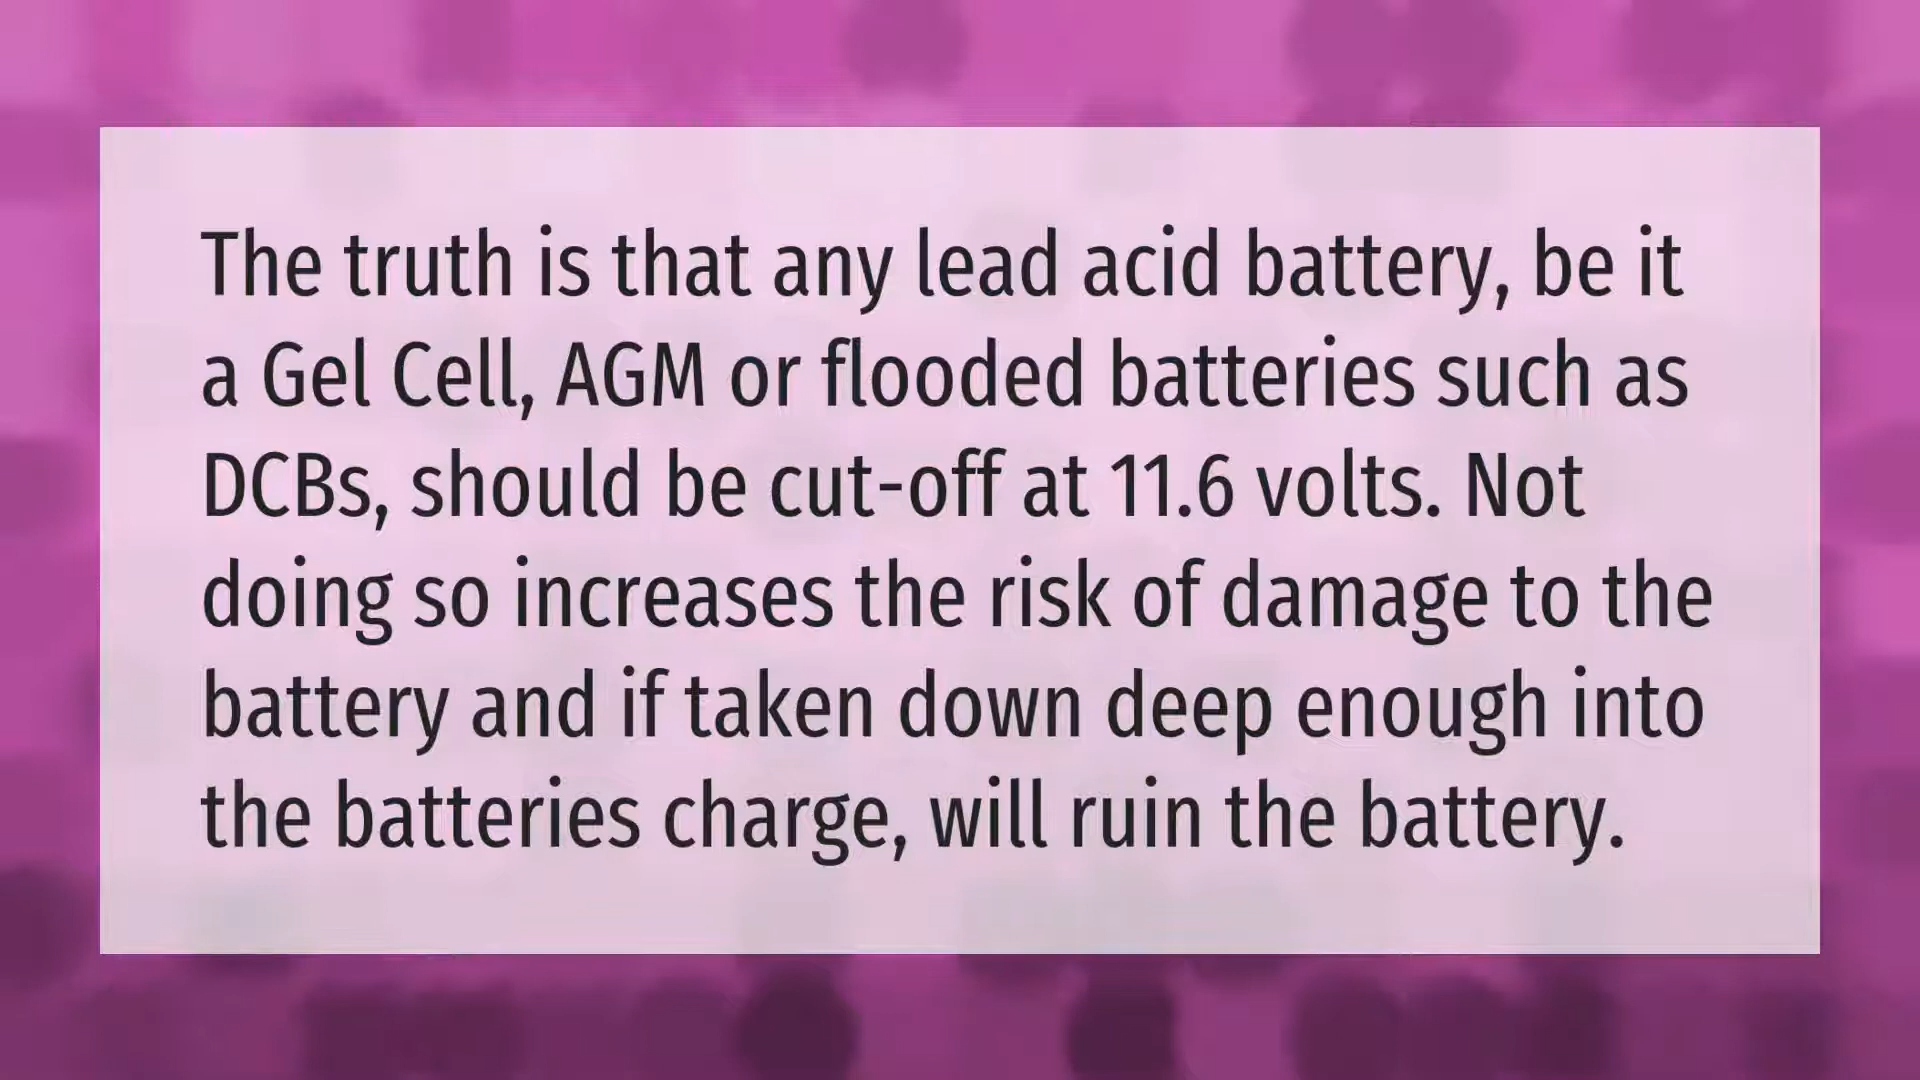 The truth is that any lead acid battery, be it
a Gel Cell, AGM or flooded batteries such as
DCBs, should be cut-off at 11.6 volts. Not
doing so increases the risk of damage to the
battery and if taken down deep enough into
the batteries charge, will ruin the battery.